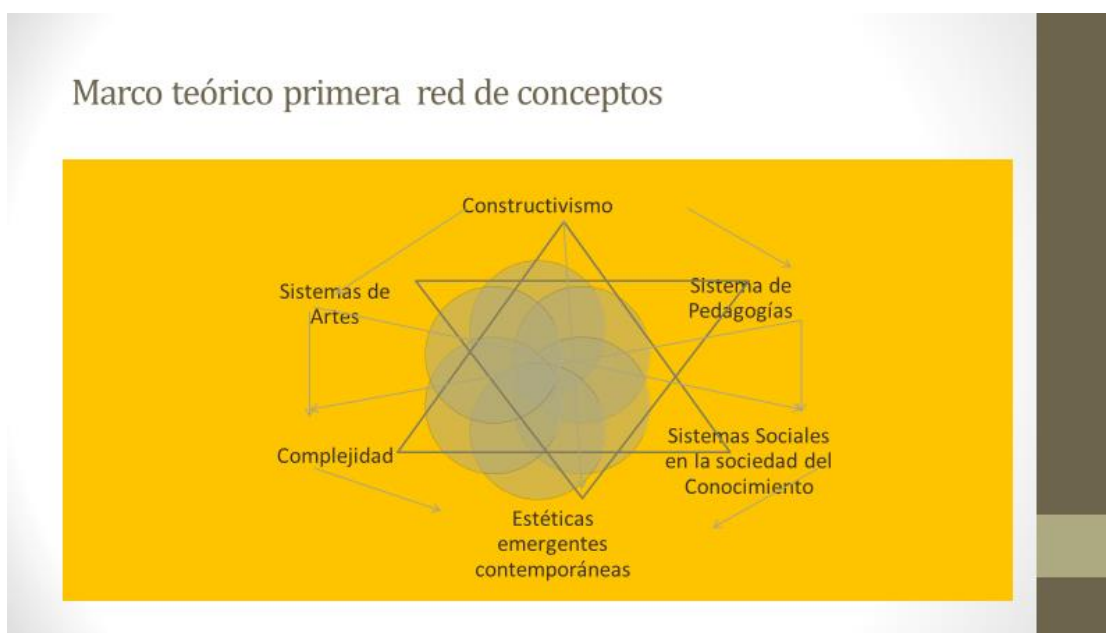 Marco teórico primera red de conceptos
Constructivismo
Sistemas de
Artes
Sistema de
Pedagogías
Complejidad
Sistemas Sociales
en la sociedad del
Conocimiento
Estéticas
emergentes
contemporáneas